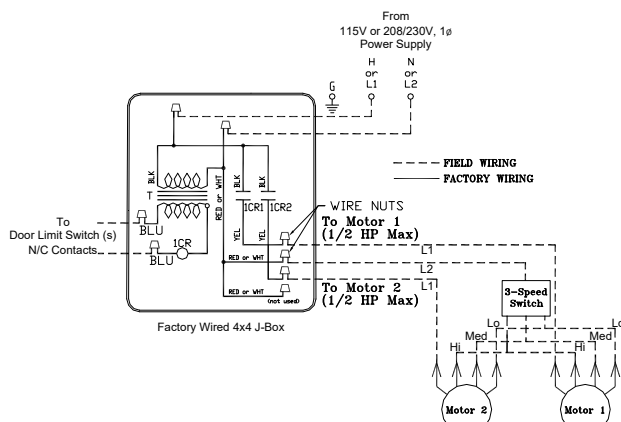 From
115V or 208/230V, 1ø
Power Supply
H
or
L1
N
or
L2
G
FIELD WIRING
FACTORY WIRING
BLK
T
RED or WHT
BLK
BLK
1CR1
1CR2
YEL
YEL
WIRE NUTS
To
Door Limit Switch (s)
N/C Contacts
BLU
BLU
1CR
To Motor 1
(1/2 HP Max)
L1
RED or WHT
L2
L1
To Motor 2
(1/2 HP Max)
RED or WHT
(not used)
Factory Wired 4x4 J-Box
3-Speed
Switch
Lo
Lo
Med
Med
Hi
Hi
Motor 2
Motor 1